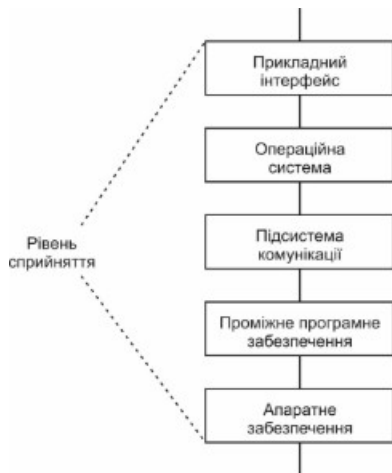 Прикладний
інтерфейс
Операційна
система
Рівень
сприйняття
Підсистема
комунікації
Проміжне програмне
забезпечення
Апаратне
забезпечення